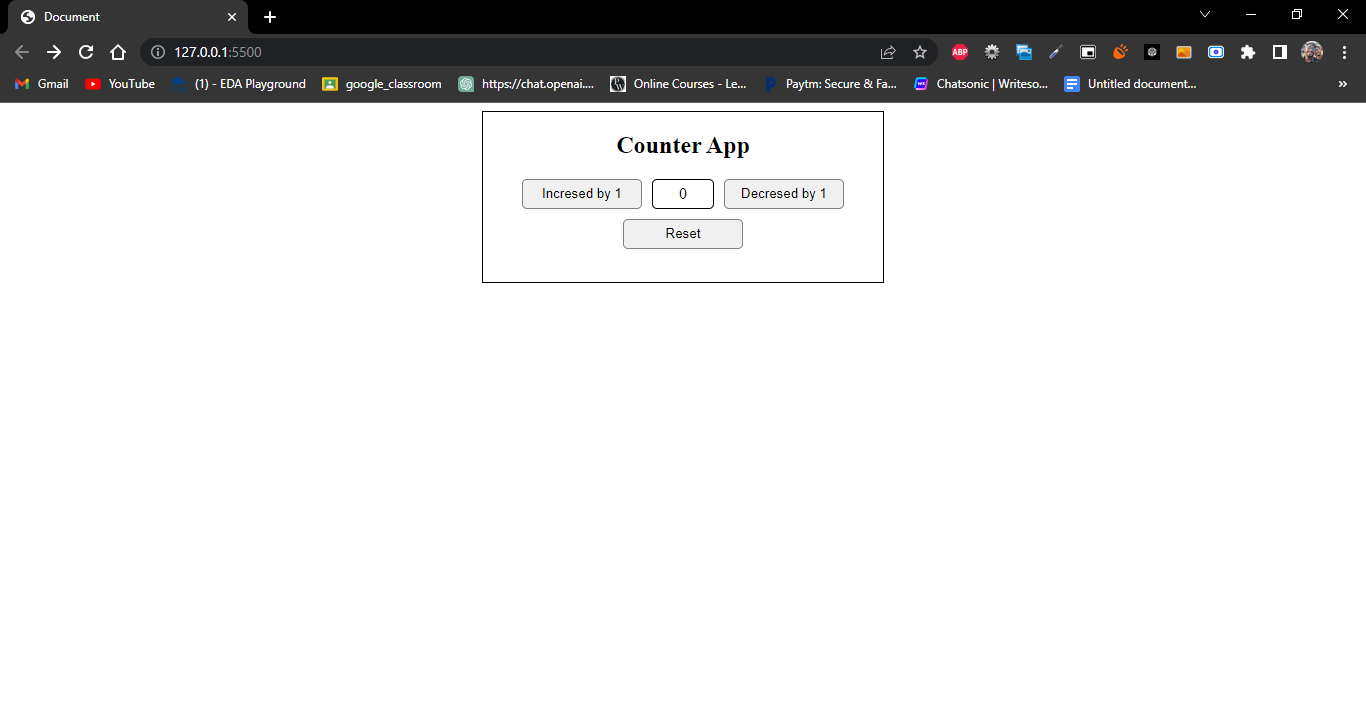 Document
127.0.0.1:5500
ABP
Gmail YouTube (1) - EDA Playground google_classroom https://chat.openai.... Online Courses - Le... Paytm: Secure & Fa... Chatsonic | Writeso... Untitled document...
Counter App
Incresed by 1 0 Decresed by 1
Reset